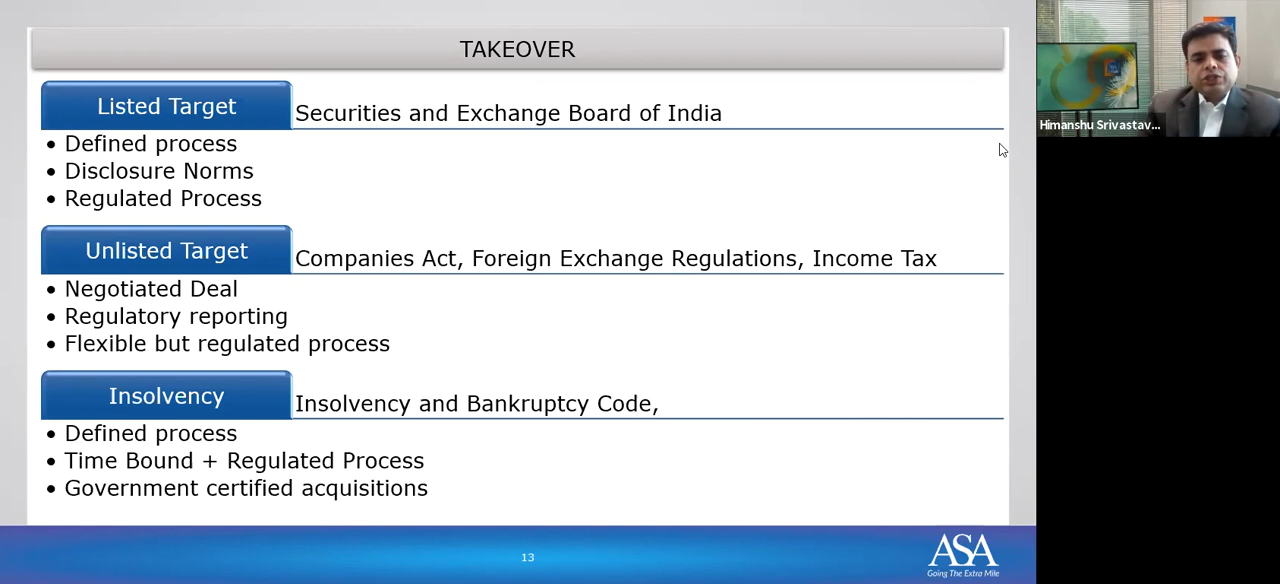 TAKEOVER
Listed Target
Securities and Exchange Board of India
• Defined process
• Disclosure Norms
• Regulated Process
Unlisted Target
Companies Act, Foreign Exchange Regulations, Income Tax
• Negotiated Deal
• Regulatory reporting
• Flexible but regulated process
Insolvency
Insolvency and Bankruptcy Code,
• Defined process
• Time Bound + Regulated Process
• Government certified acquisitions
13
ASA
Going The Extra Mile
Himanshu Srivastav...